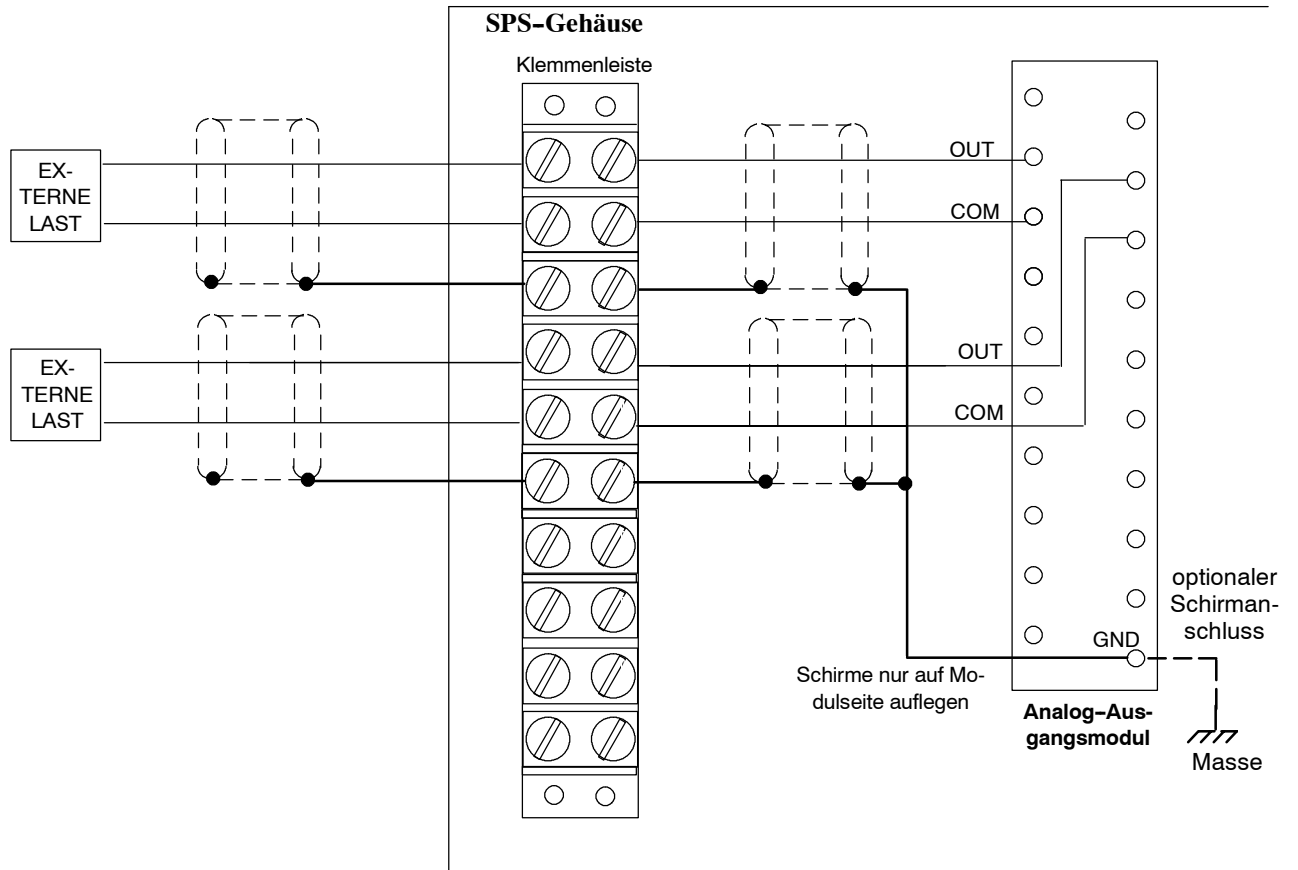 SPS-Gehäuse
Klemmenleiste
EX-
TERNE
LAST
OUT
COM
EX-
TERNE
LAST
OUT
COM
optionaler
Schirman-
schluss
GND
Schirme nur auf Mo-
dulseite auflegen
Analog-Aus-
gangsmodul
Masse